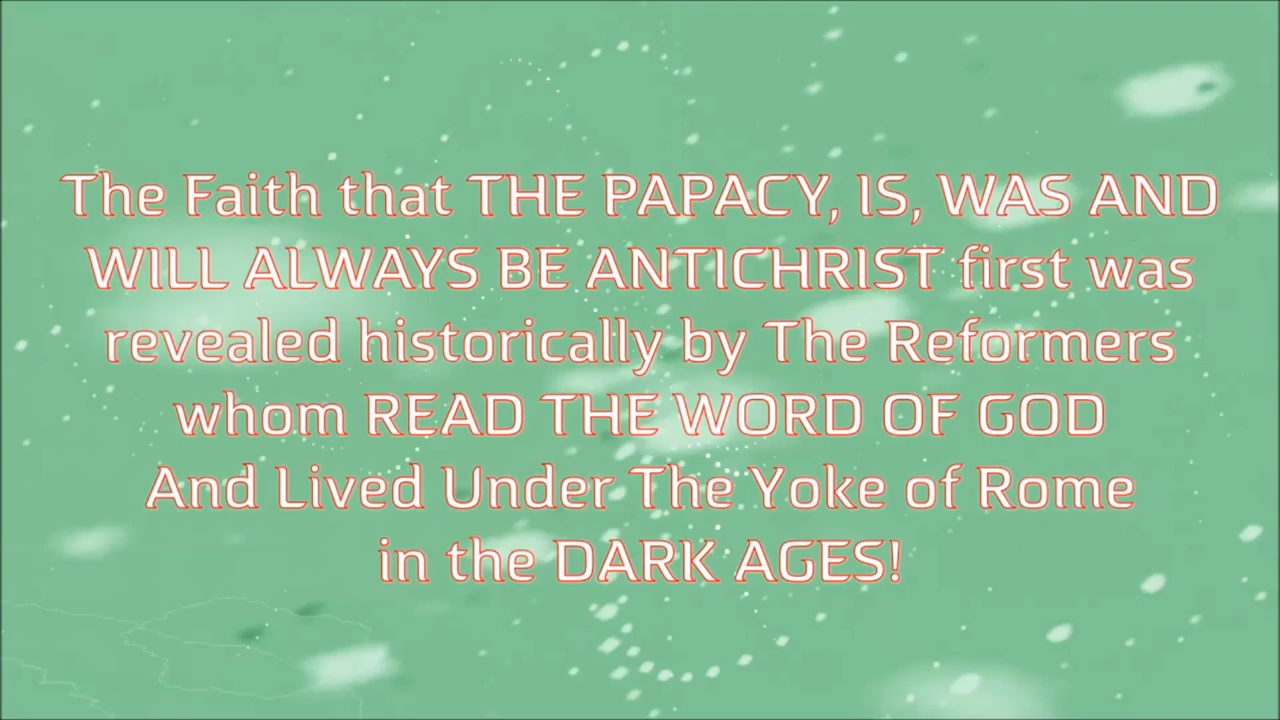 The Faith that THE PAPACY, IS, WAS AND
WILL ALWAYS BE ANTICHRIST first was
revealed historically by The Reformers
whom READ THE WORD OF GOD
And Lived Under The Yoke of Rome
in the DARK AGES!